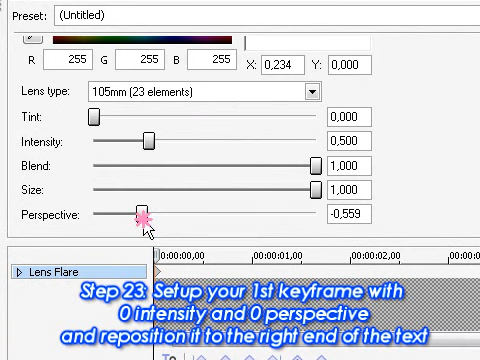 Preset: (Untitled)
R 255 G 255 B 255 X: 0,234 Y: 0,000
Lens type: 105mm (23 elements)
Tint: 0,000
Intensity: 0,500
Blend: 1,000
Size: 1,000
Perspective: -0,559
0:00:00,00 00:00:01,00 00:00:02,00 00:00
Lens Flare
Step 23: Setup your 1st keyframe with
0 intensity and 0 perspective
and reposition it to the right end of the text